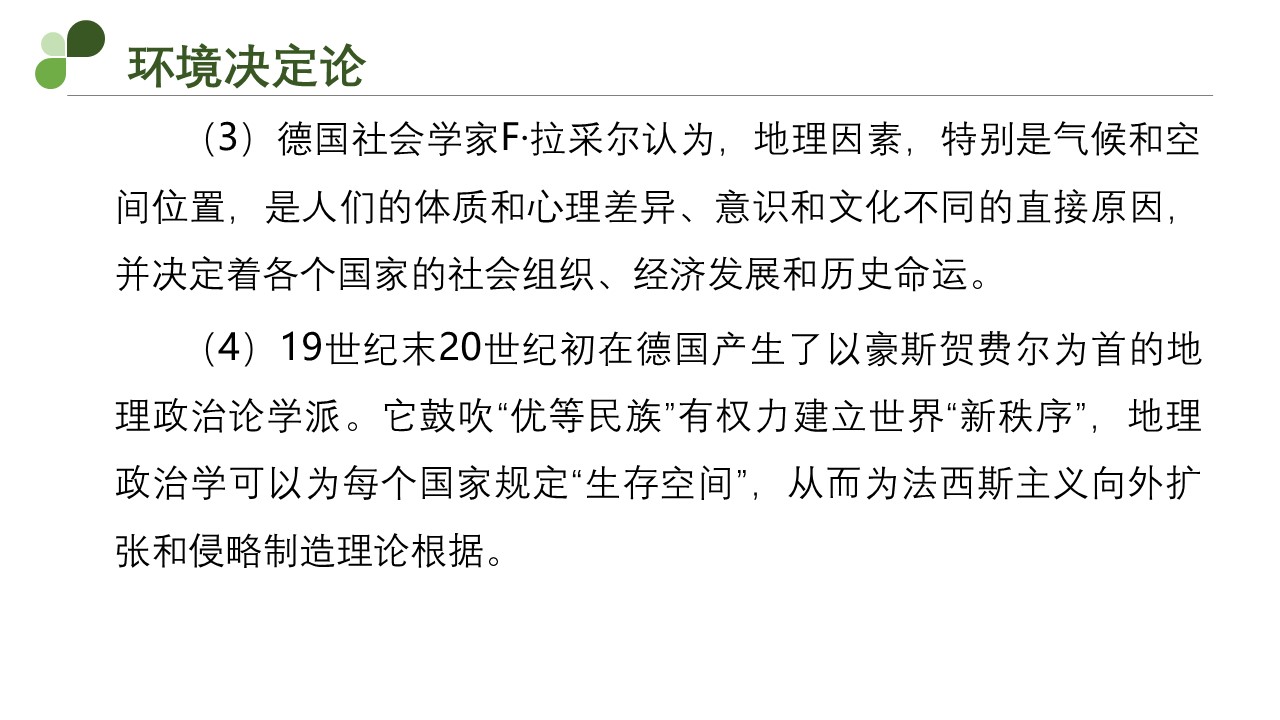 环境决定论
（3）德国社会学家F·拉采尔认为，地理因素，特别是气候和空
间位置，是人们的体质和心理差异、意识和文化不同的直接原因，
并决定着各个国家的社会组织、经济发展和历史命运。
（4）19世纪末20世纪初在德国产生了以豪斯贺费尔为首的地
理政治论学派。它鼓吹“优等民族”有权力建立世界“新秩序”，地理
政治学可以为每个国家规定“生存空间”，从而为法西斯主义向外扩
张和侵略制造理论根据。